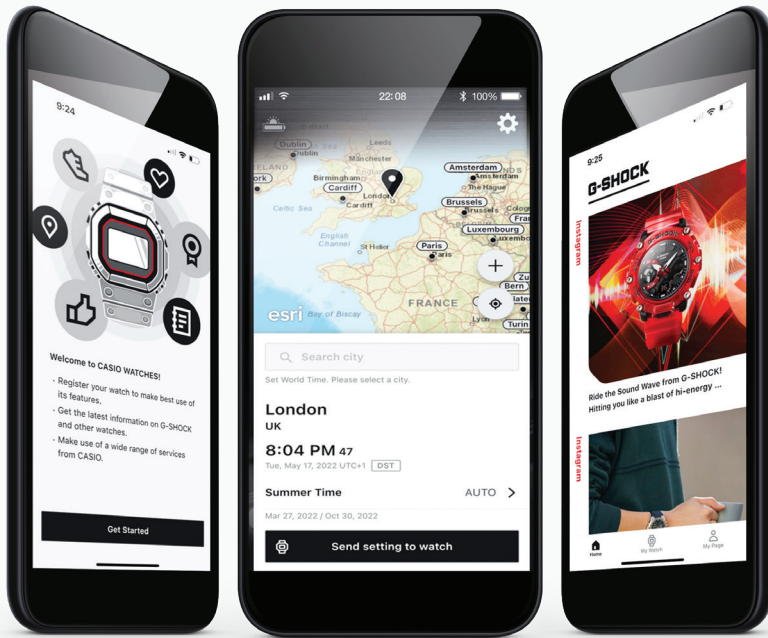 9:24
Welcome to CASIO WATCHES!
· Register your watch to make best use of
its features.
· Get the latest information on G-SHOCK
and other watches.
· Make use of a wide range of services
from CASIO.
Get Started
22:08
100%
Dublin
Dublin
Leeds
Manchester
Birmingham
Cardiff
Cardiff
London
Celtic Sea
English
Channel
St Helier
Amsterdam
Amsterdam
The Hague
Brussels
Brussels
Luxembourg
Paris
Paris
Bern
FRANCE
Lyon
Turin
esri
Bay of Biscay
Search city
Set World Time. Please select a city.
London
UK
8:04 PM 47
Tue, May 17, 2022 UTC+1 DST
Summer Time AUTO
Mar 27, 2022 / Oct 30, 2022
Send setting to watch
9:25
G-SHOCK
Instagram
Ride the Sound Wave from G-SHOCK!
Hitting you like a blast of hi-energy ...
Instagram
Home
My Watch
My Page